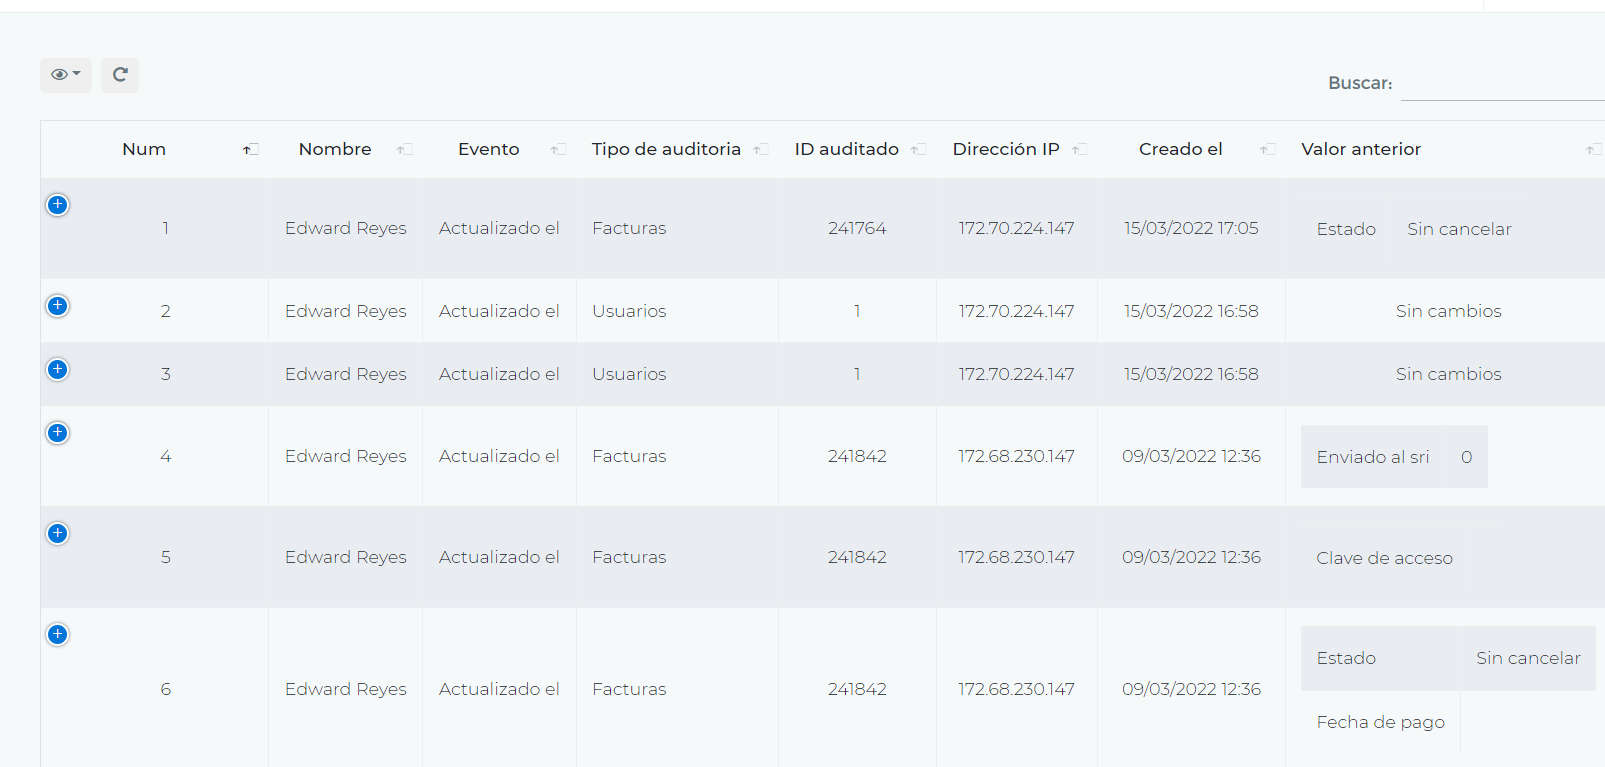 Buscar:
Num Nombre Evento Tipo de auditoria ID auditado Dirección IP Creado el Valor anterior
1 Edward Reyes Actualizado el Facturas 241764 172.70.224.147 15/03/2022 17:05 Estado Sin cancelar
2 Edward Reyes Actualizado el Usuarios 1 172.70.224.147 15/03/2022 16:58 Sin cambios
3 Edward Reyes Actualizado el Usuarios 1 172.70.224.147 15/03/2022 16:58 Sin cambios
4 Edward Reyes Actualizado el Facturas 241842 172.68.230.147 09/03/2022 12:36 Enviado al sri 0
5 Edward Reyes Actualizado el Facturas 241842 172.68.230.147 09/03/2022 12:36 Clave de acceso
Estado Sin cancelar
6 Edward Reyes Actualizado el Facturas 241842 172.68.230.147 09/03/2022 12:36
Fecha de pago